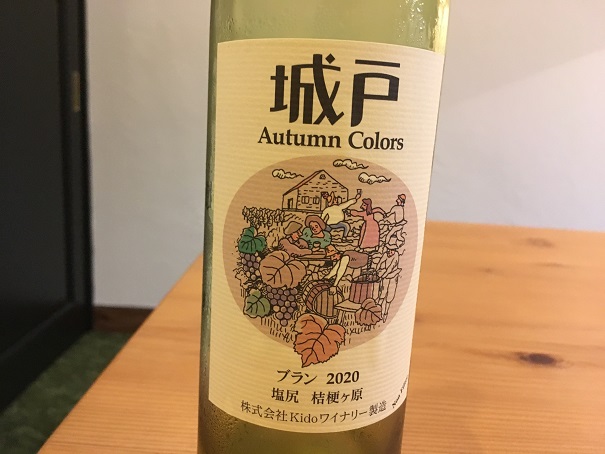 城戸
Autumn Colors
ブラン 2020
塩尻 桔梗ヶ原
株式会社Kidoワイナリー製造